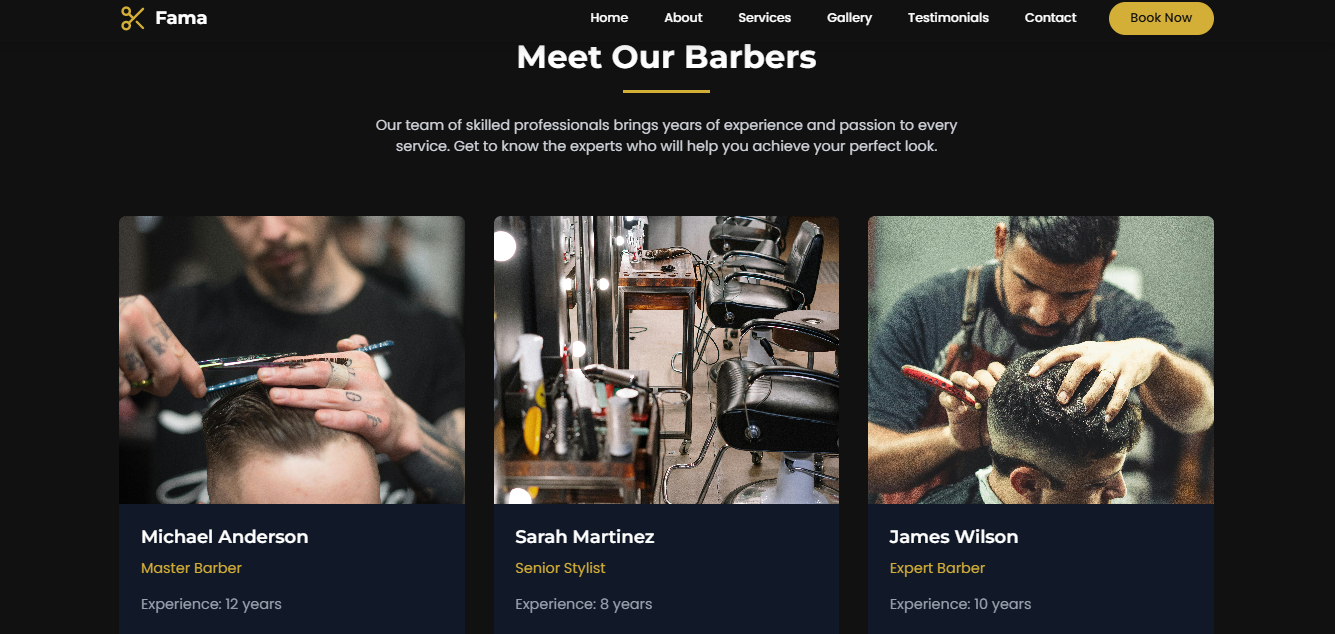 Fama
Home
About
Services
Gallery
Testimonials
Contact
Book Now
Meet Our Barbers
Our team of skilled professionals brings years of experience and passion to every
service. Get to know the experts who will help you achieve your perfect look.
Michael Anderson
Master Barber
Experience: 12 years
Sarah Martinez
Senior Stylist
Experience: 8 years
James Wilson
Expert Barber
Experience: 10 years